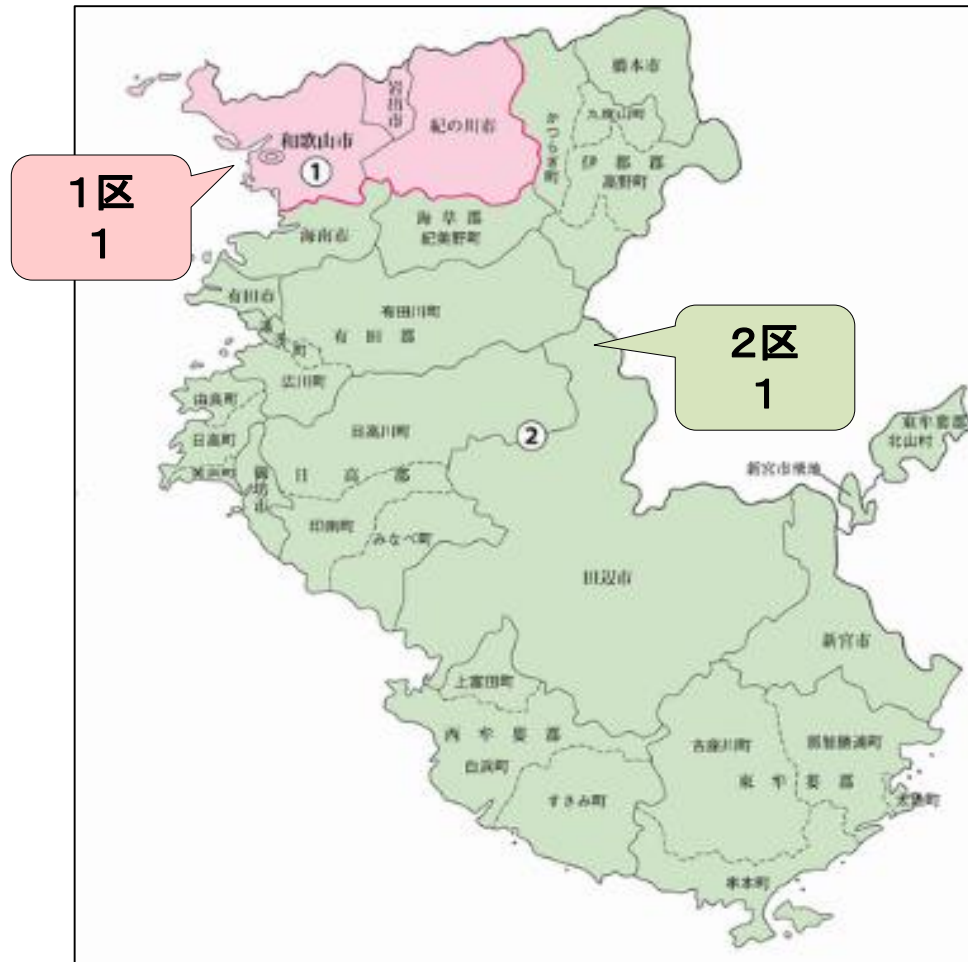 橋本市
岩出市
かつらぎ町
九度山町
紀の川市
和歌山市
伊都郡
高野町
①
1区
1
海草郡
紀美野町
海南市
有田市
有田川町
有田郡
湯浅町
2区
1
広川町
由良町
日高川町
②
日高町
美浜町
日高郡
御坊市
東牟婁郡
北山村
新宮市飛地
印南町
みなべ町
田辺市
新宮市
上富田町
西牟婁郡
古座川町
那智勝浦町
白浜町
東牟婁郡
すさみ町
太地町
串本町